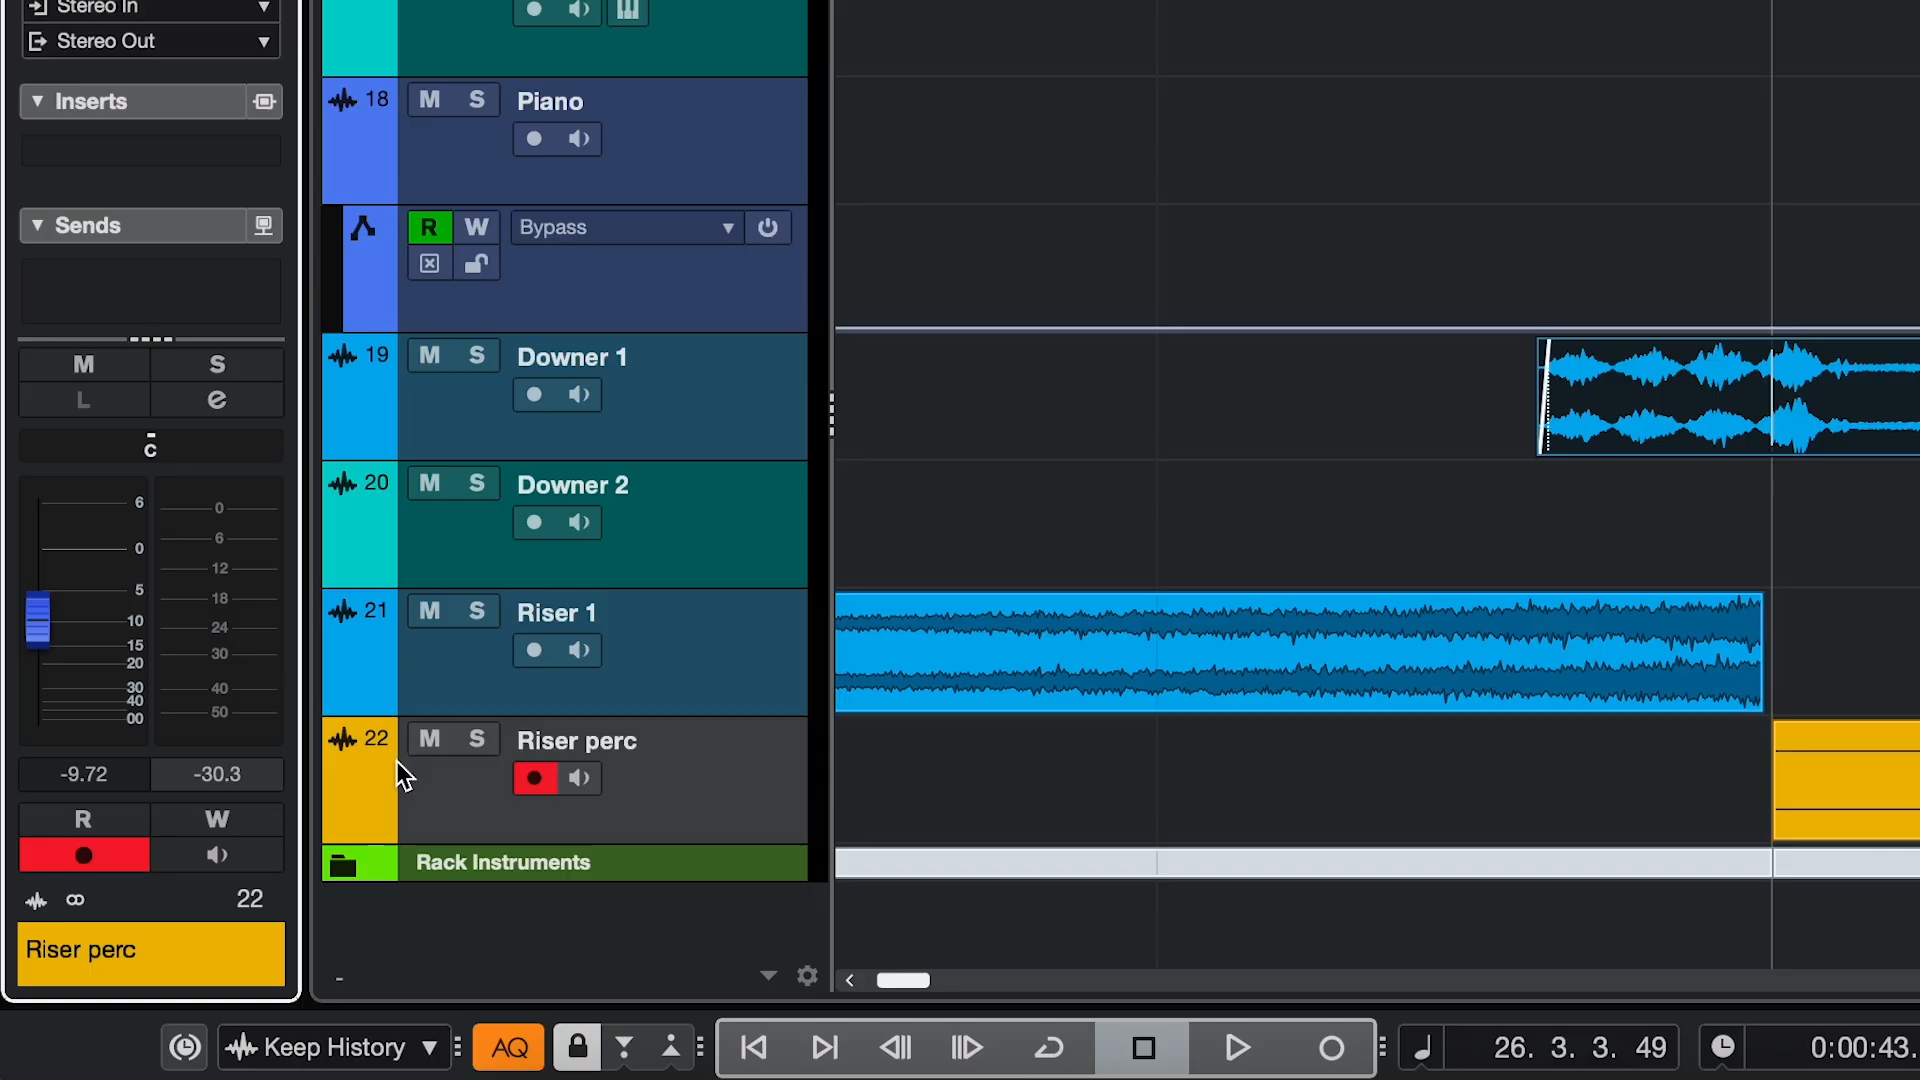 Stereo In
Stereo Out
Inserts
Sends
M S
L e
C
6
0
5
10
15
20
30
40
00
0
6
12
18
24
30
40
50
-9.72 -30.3
R W
22
Riser perc
18 M S Piano
R W Bypass
19 M S Downer 1
20 M S Downer 2
21 M S Riser 1
22 M S Riser perc
Rack Instruments
Keep History
AQ
26. 3. 3. 49
0:00:43.